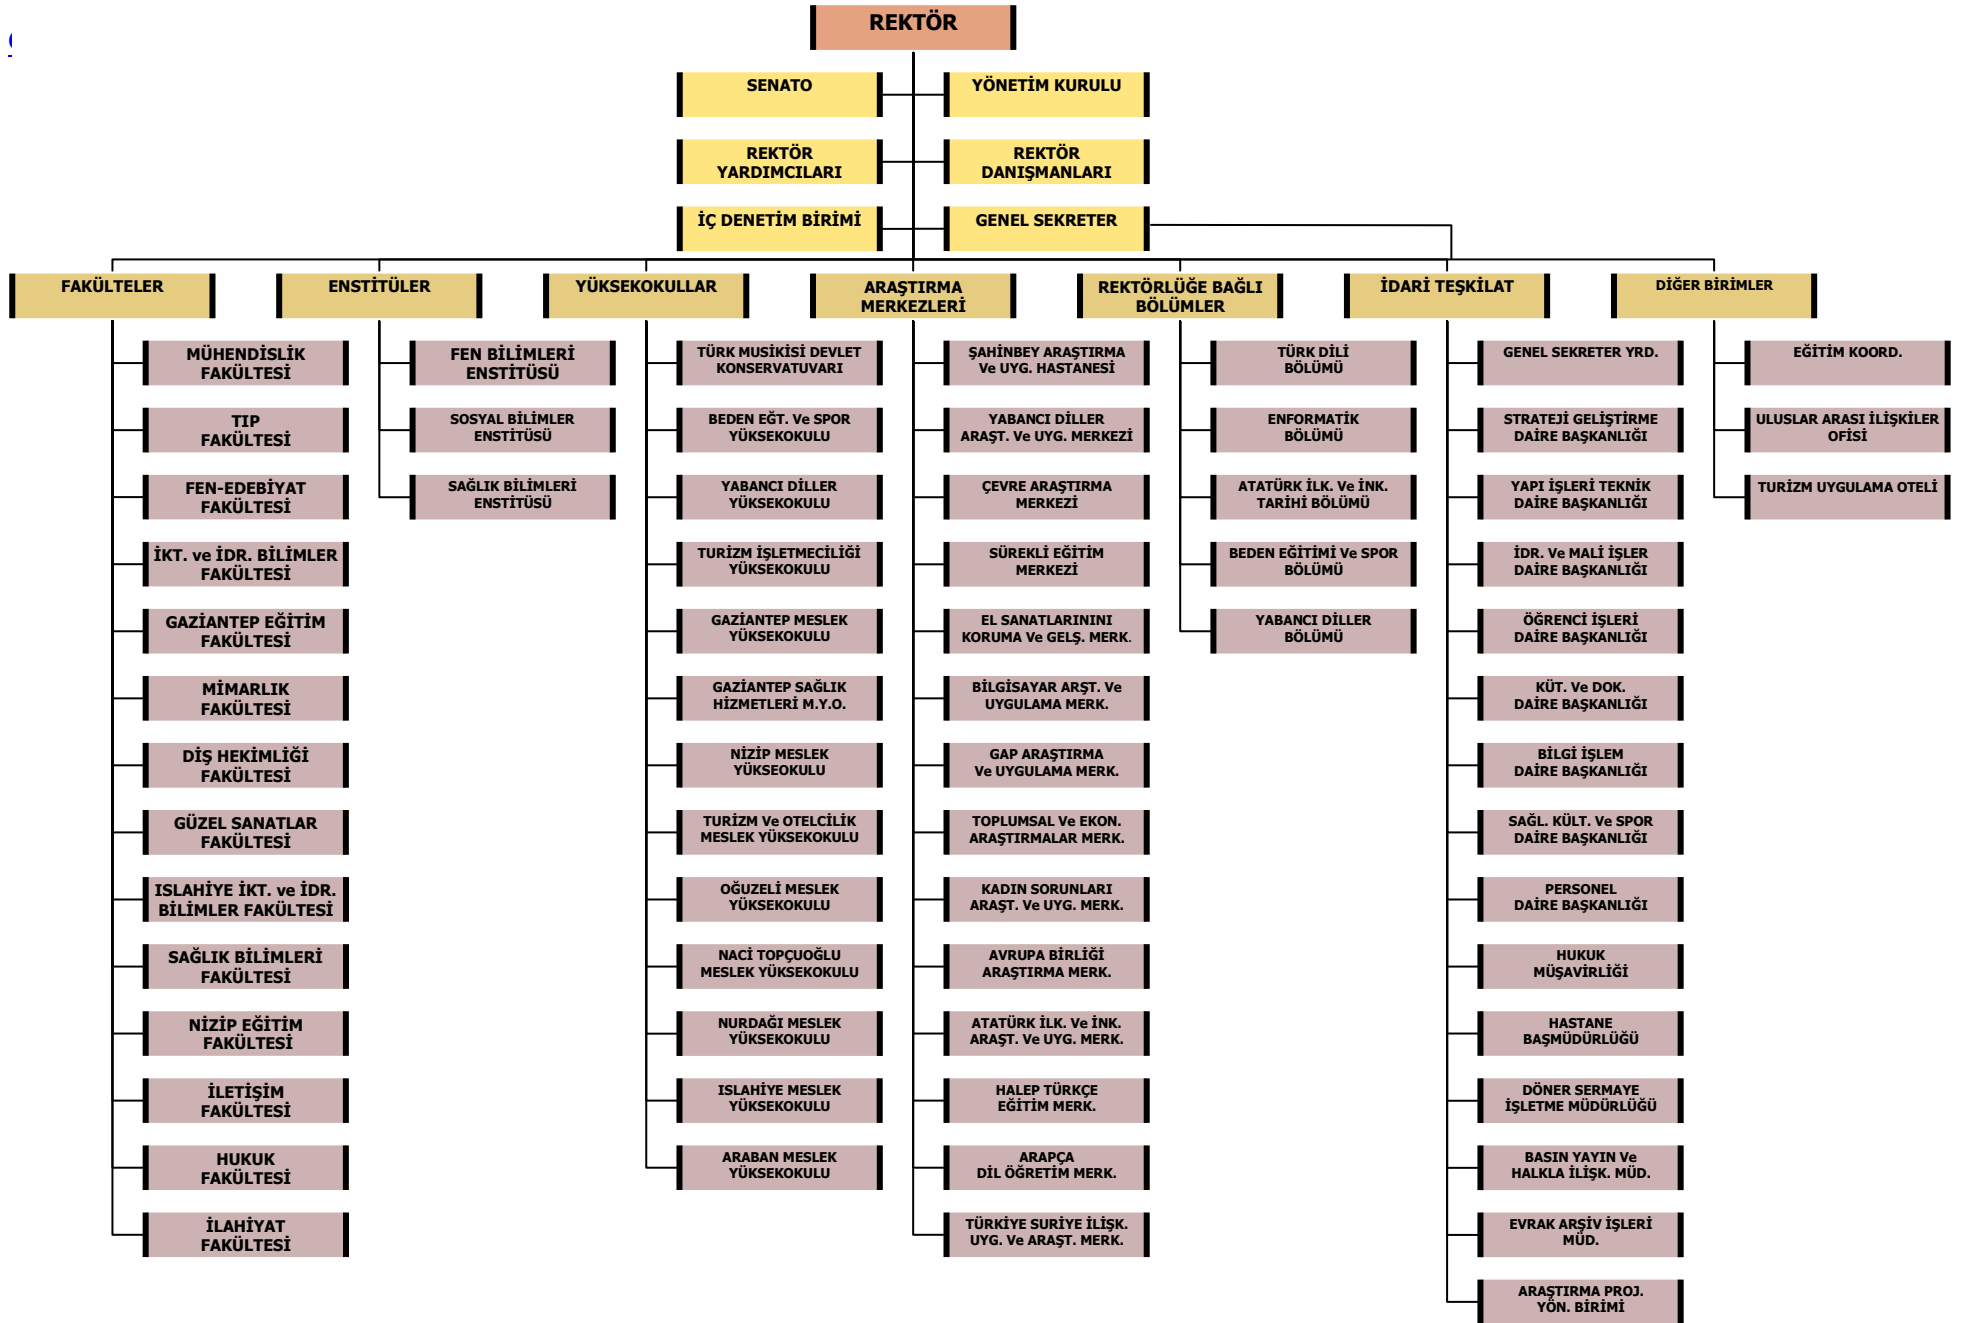 REKTÖR
SENATO
YÖNETİM KURULU
REKTÖR
YARDIMCILARI
REKTÖR
DANIŞMANLARI
İÇ DENETİM BİRİMİ
GENEL SEKRETER
FAKÜLTELER
MÜHENDİSLİK
FAKÜLTESİ
TIP
FAKÜLTESİ
FEN-EDEBİYAT
FAKÜLTESİ
İKT. ve İDR. BİLİMLER
FAKÜLTESİ
GAZİANTEP EĞİTİM
FAKÜLTESİ
MİMARLIK
FAKÜLTESİ
DİŞ HEKİMLİĞİ
FAKÜLTESİ
GÜZEL SANATLAR
FAKÜLTESİ
ISLAHİYE İKT. ve İDR.
BİLİMLER FAKÜLTESİ
SAĞLIK BİLİMLERİ
FAKÜLTESİ
NİZİP EĞİTİM
FAKÜLTESİ
İLETİŞİM
FAKÜLTESİ
HUKUK
FAKÜLTESİ
İLAHİYAT
FAKÜLTESİ
ENSTİTÜLER
FEN BİLİMLERİ
ENSTİTÜSÜ
SOSYAL BİLİMLER
ENSTİTÜSÜ
SAĞLIK BİLİMLERİ
ENSTİTÜSÜ
YÜKSEKOKULLAR
TÜRK MUSIKİSİ DEVLET
KONSERVATUVARI
BEDEN EĞT. Ve SPOR
YÜKSEKOKULU
YABANCI DİLLER
YÜKSEKOKULU
TURİZM İŞLETMECİLİĞİ
YÜKSEKOKULU
GAZİANTEP MESLEK
YÜKSEKOKULU
GAZİANTEP SAĞLIK
HİZMETLERİ M.Y.O.
NİZİP MESLEK
YÜKSEOKULU
TURİZM Ve OTELCİLİK
MESLEK YÜKSEKOKULU
OĞUZELİ MESLEK
YÜKSEKOKULU
NACİ TOPÇUOĞLU
MESLEK YÜKSEKOKULU
NURDAĞI MESLEK
YÜKSEKOKULU
ISLAHİYE MESLEK
YÜKSEKOKULU
ARABAN MESLEK
YÜKSEKOKULU
ARAŞTIRMA
MERKEZLERİ
ŞAHİNBEY ARAŞTIRMA
Ve UYG. HASTANESİ
YABANCI DİLLER
ARAŞT. Ve UYG. MERKEZİ
ÇEVRE ARAŞTIRMA
MERKEZİ
SÜREKLİ EĞİTİM
MERKEZİ
EL SANATLARININI
KORUMA Ve GELŞ. MERK.
BİLGİSAYAR ARŞT. Ve
UYGULAMA MERK.
GAP ARAŞTIRMA
Ve UYGULAMA MERK.
TOPLUMSAL Ve EKON.
ARAŞTIRMALAR MERK.
KADIN SORUNLARI
ARAŞT. Ve UYG. MERK.
AVRUPA BİRLİĞİ
ARAŞTIRMA MERK.
ATATÜRK İLK. Ve İNK.
ARAŞT. Ve UYG. MERK.
HALEP TÜRKÇE
EĞİTİM MERK.
ARAPÇA
DİL ÖĞRETİM MERK.
TÜRKİYE SURİYE İLİŞK.
UYG. Ve ARAŞT. MERK.
REKTÖRLÜĞE BAĞLI
BÖLÜMLER
TÜRK DİLİ
BÖLÜMÜ
ENFORMATİK
BÖLÜMÜ
ATATÜRK İLK. Ve İNK.
TARİHİ BÖLÜMÜ
BEDEN EĞİTİMİ Ve SPOR
BÖLÜMÜ
YABANCI DİLLER
BÖLÜMÜ
İDARİ TEŞKİLAT
GENEL SEKRETER YRD.
STRATEJİ GELİŞTİRME
DAİRE BAŞKANLIĞI
YAPI İŞLERİ TEKNİK
DAİRE BAŞKANLIĞI
İDR. Ve MALİ İŞLER
DAİRE BAŞKANLIĞI
ÖĞRENCİ İŞLERİ
DAİRE BAŞKANLIĞI
KÜT. Ve DOK.
DAİRE BAŞKANLIĞI
BİLGİ İŞLEM
DAİRE BAŞKANLIĞI
SAĞL. KÜLT. Ve SPOR
DAİRE BAŞKANLIĞI
PERSONEL
DAİRE BAŞKANLIĞI
HUKUK
MÜŞAVİRLİĞİ
HASTANE
BAŞMÜDÜRLÜĞÜ
DÖNER SERMAYE
İŞLETME MÜDÜRLÜĞÜ
BASIN YAYIN Ve
HALKLA İLİŞK. MÜD.
EVRAK ARŞİV İŞLERİ
MÜD.
ARAŞTIRMA PROJ.
YÖN. BİRİMİ
DİĞER BİRİMLER
EĞİTİM KOORD.
ULUSLAR ARASI İLİŞKİLER
OFİSİ
TURİZM UYGULAMA OTELİ